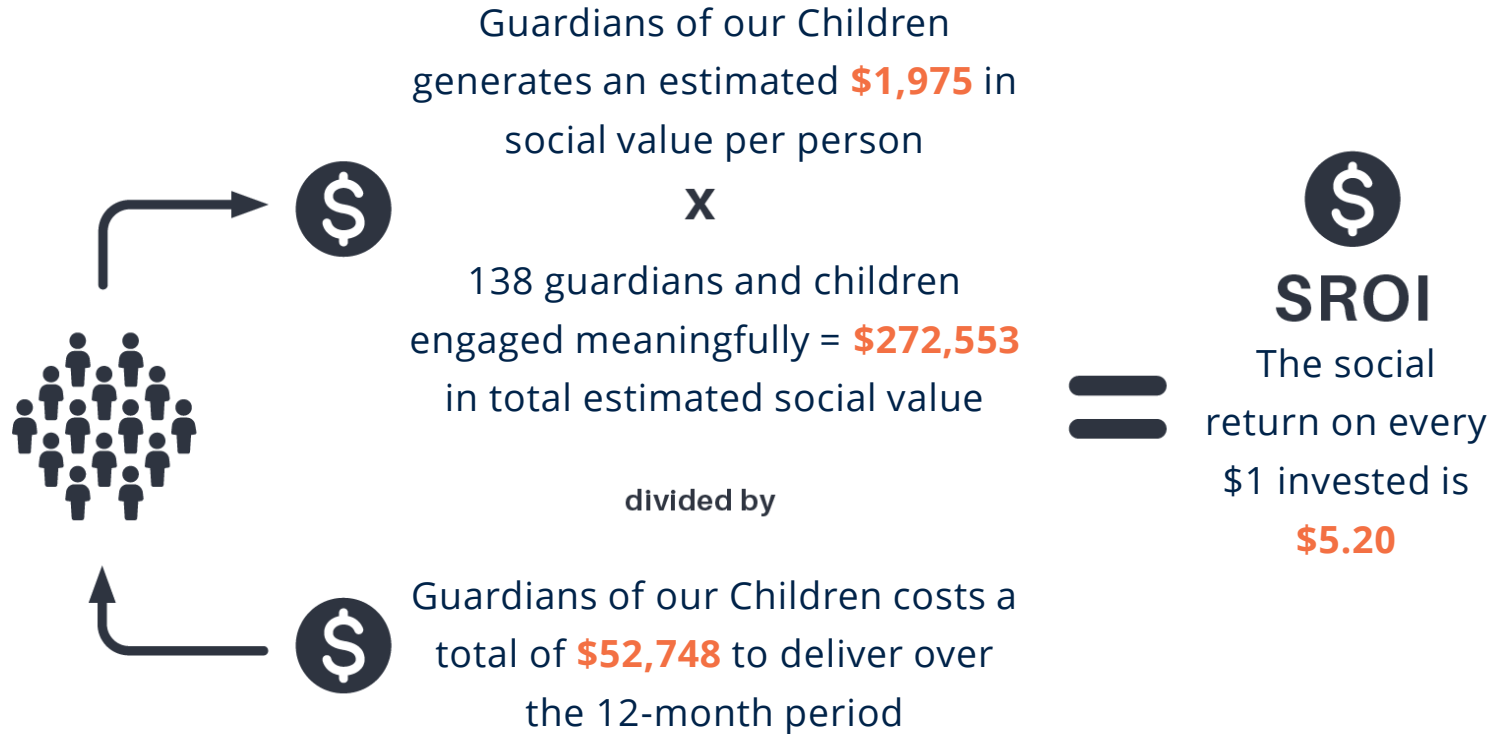 Guardians of our Children
generates an estimated $1,975 in
social value per person
X
138 guardians and children
engaged meaningfully = $272,553
in total estimated social value
divided by
Guardians of our Children costs a
total of $52,748 to deliver over
the 12-month period
$
$
=
$
SROI
The social
return on every
$1 invested is
$5.20